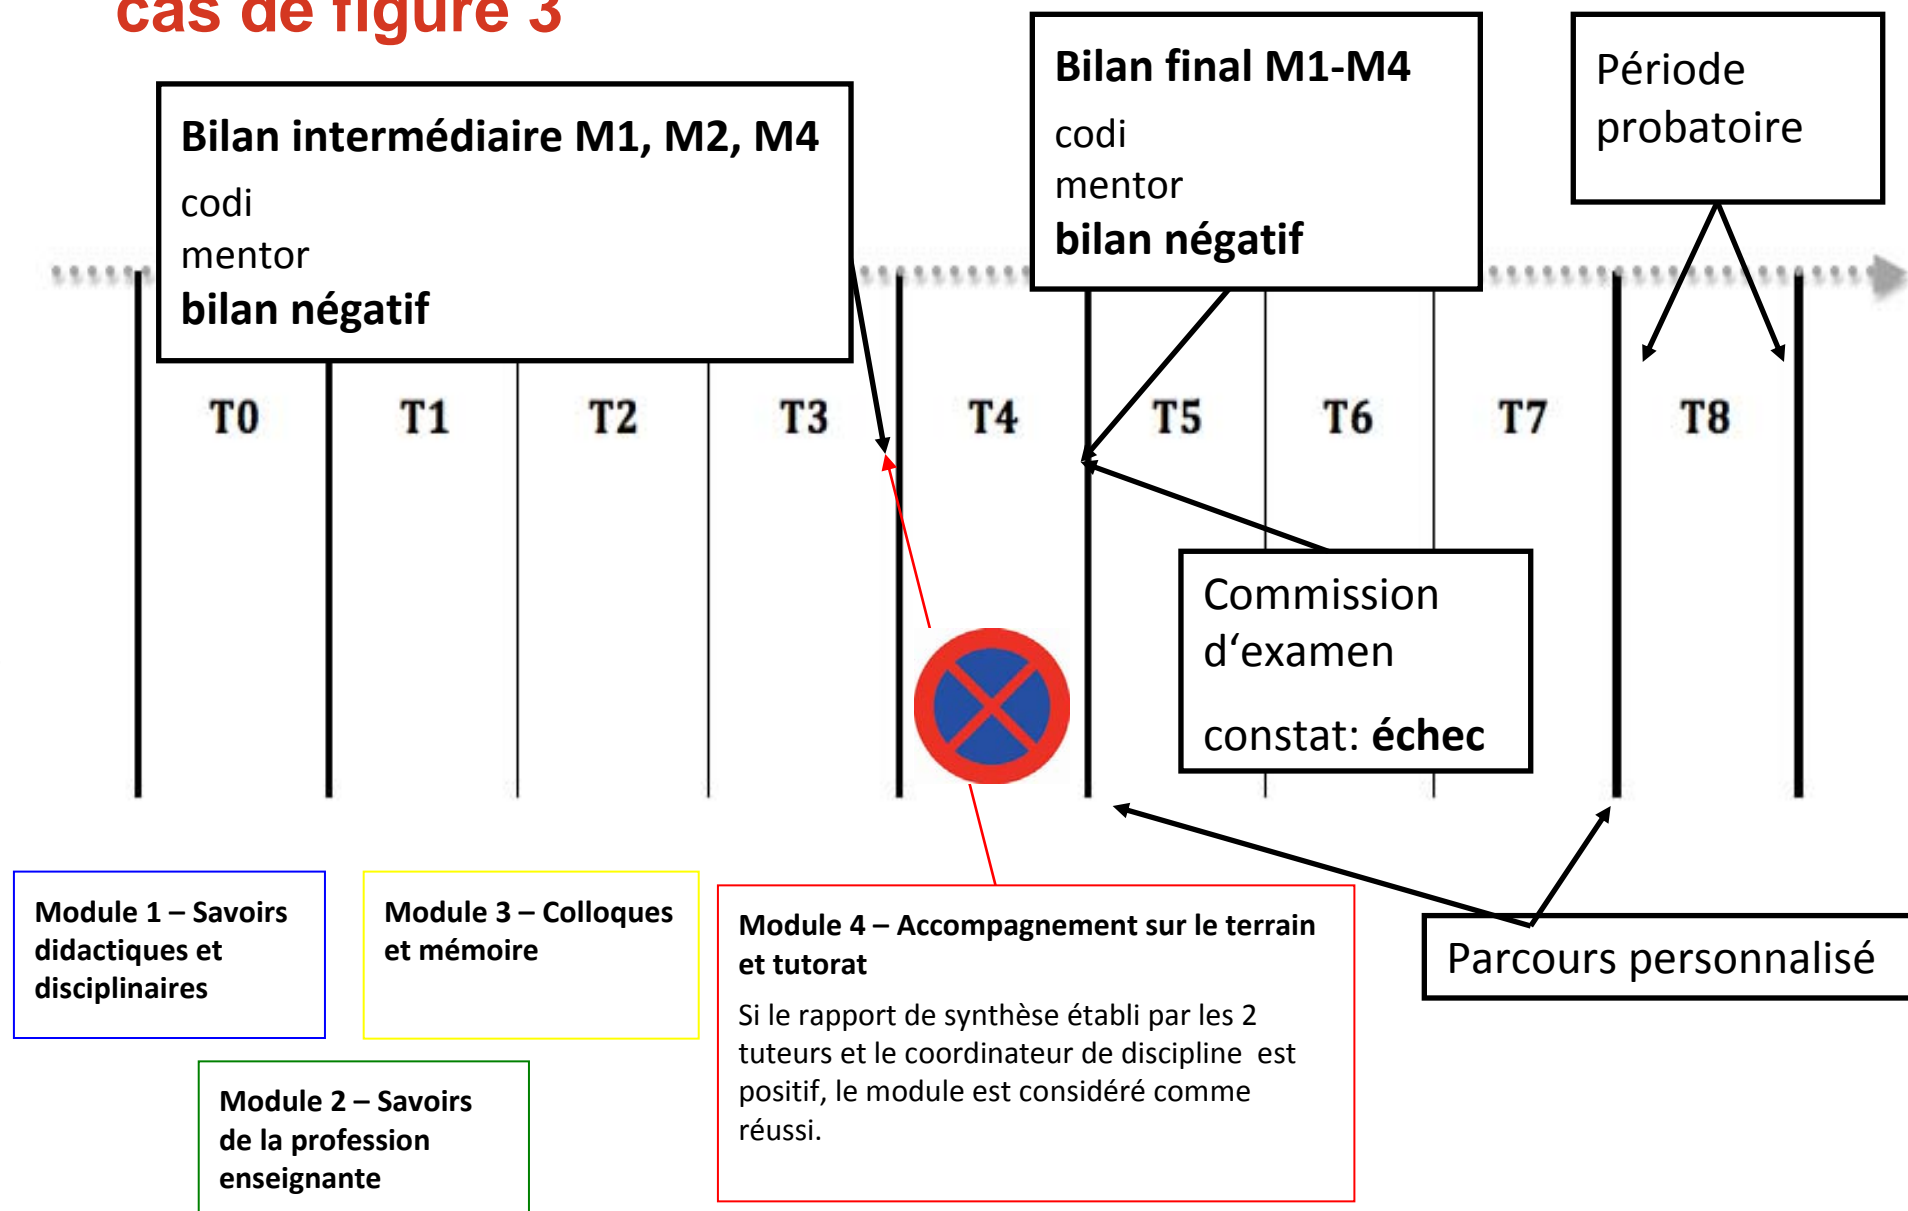 cas de figure 3
Bilan intermédiaire M1, M2, M4
codi
mentor
bilan négatif
Bilan final M1-M4
codi
mentor
bilan négatif
Période
probatoire
T0
T1
T2
T3
T4
T5
T6
T7
T8
Commission
d‘examen
constat: échec
Parcours personnalisé
Module 1 – Savoirs
didactiques et
disciplinaires
Module 3 – Colloques
et mémoire
Module 2 – Savoirs
de la profession
enseignante
Module 4 – Accompagnement sur le terrain
et tutorat
Si le rapport de synthèse établi par les 2
tuteurs et le coordinateur de discipline  est
positif, le module est considéré comme
réussi.